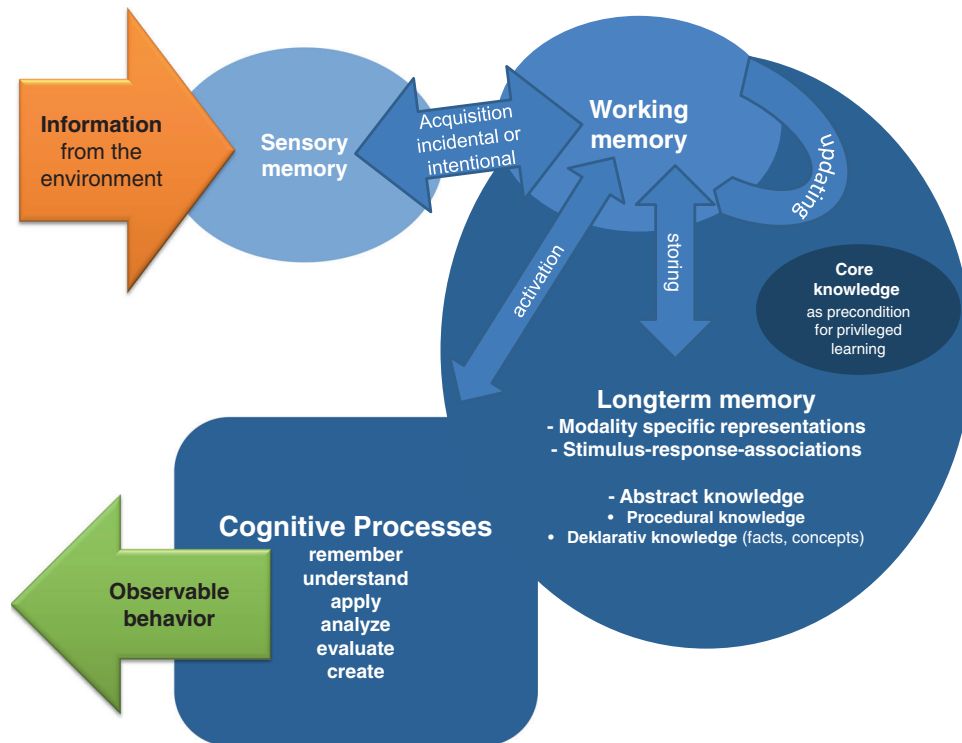 Information
from the
environment
Sensory
memory
Acquisition
incidental or
intentional
Working
memory
updating
activation
storing
Core
knowledge
as precondition
for privileged
learning
Longterm memory
- Modality specific representations
- Stimulus-response-associations
- Abstract knowledge
• Procedural knowledge
• Deklarativ knowledge (facts, concepts)
Cognitive Processes
remember
understand
apply
analyze
evaluate
create
Observable
behavior